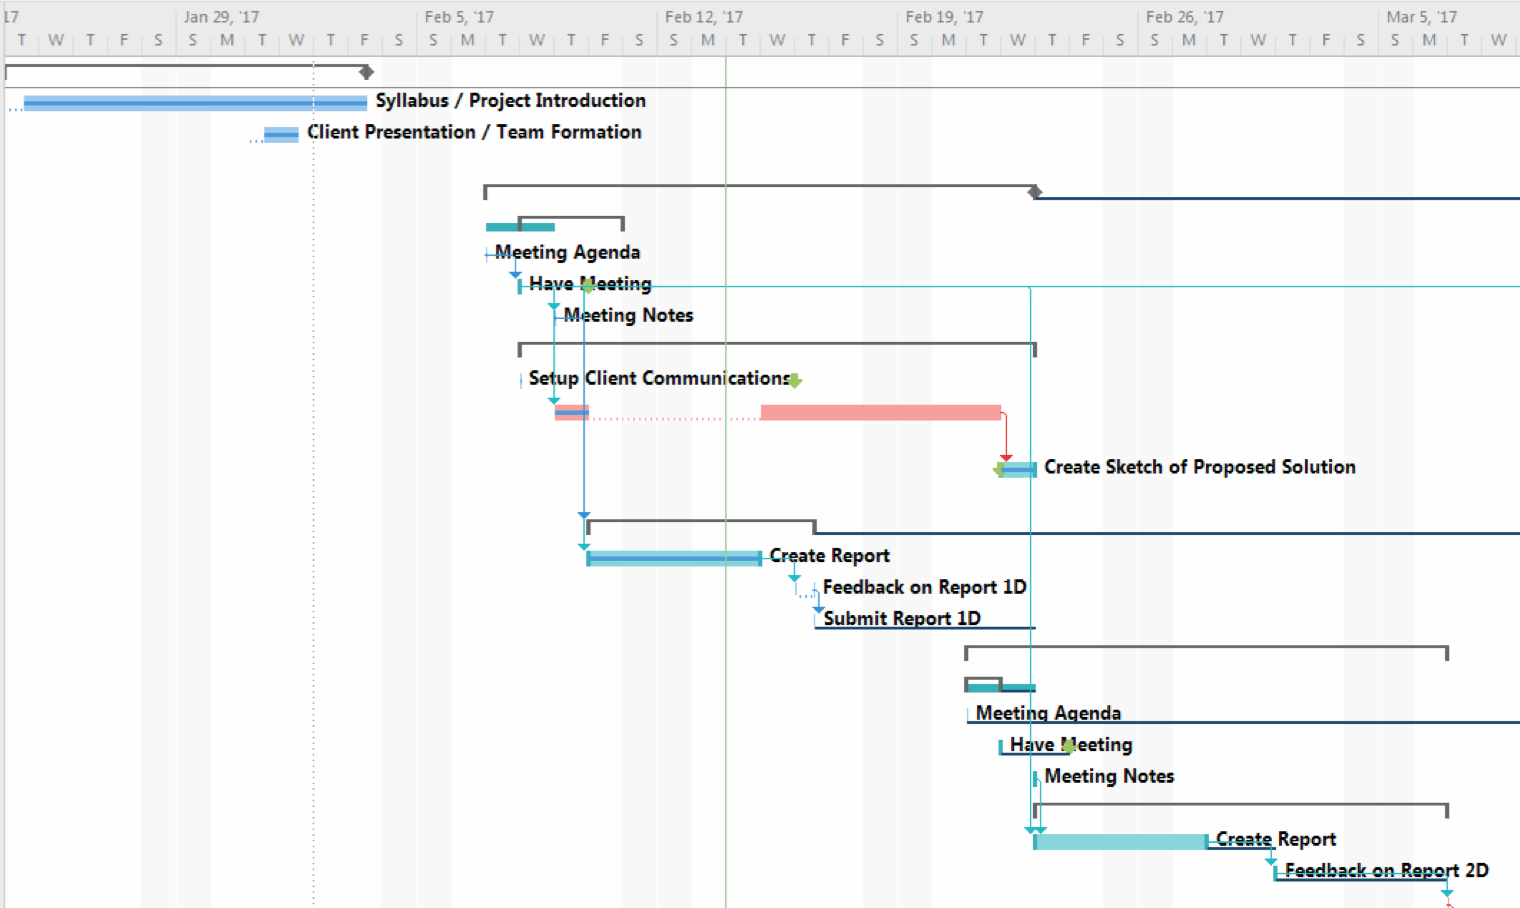 17 Jan 29, '17 Feb 5, '17 Feb 12, '17 Feb 19, '17 Feb 26, '17 Mar 5, '17
T W T F S S M T W T F S S M T W T F S S M T W T F S S M T W T F S S M T W T F S S M T W
Syllabus / Project Introduction
Client Presentation / Team Formation
Meeting Agenda
Have Meeting
Meeting Notes
Setup Client Communications
Create Sketch of Proposed Solution
Create Report
Feedback on Report 1D
Submit Report 1D
Meeting Agenda
Have Meeting
Meeting Notes
Create Report
Feedback on Report 2D